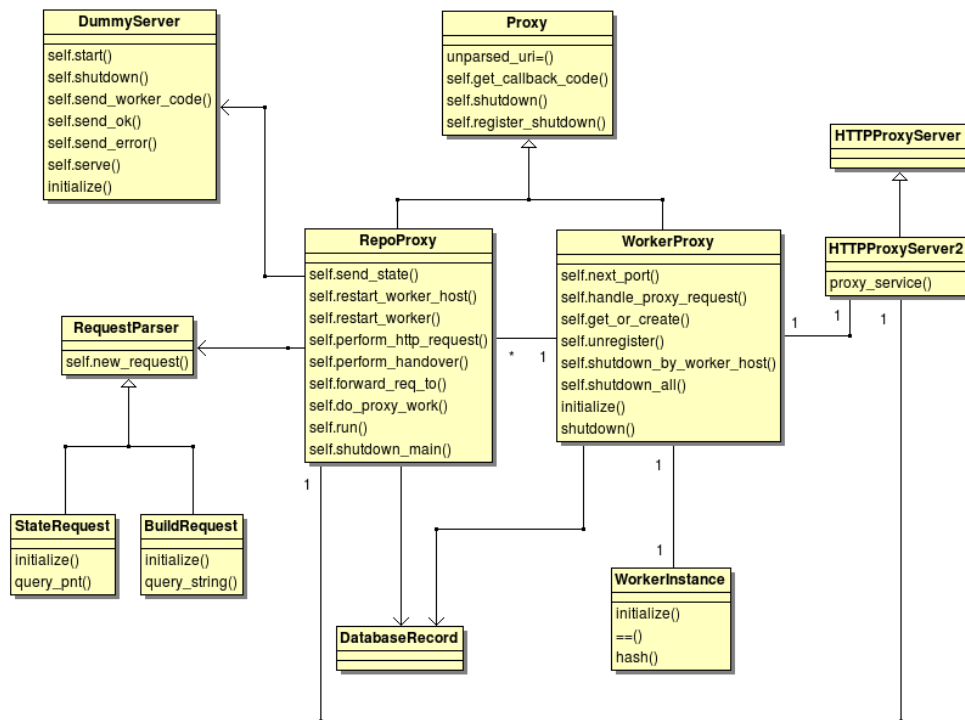 DummyServer
self.start()
self.shutdown()
self.send_worker_code()
self.send_ok()
self.send_error()
self.serve()
initialize()
Proxy
unparsed_uri=()
self.get_callback_code()
self.shutdown()
self.register_shutdown()
HTTPProxyServer
RepoProxy
self.send_state()
self.restart_worker_host()
self.restart_worker()
self.perform_http_request()
self.perform_handover()
self.forward_req_to()
self.do_proxy_work()
self.run()
self.shutdown_main()
WorkerProxy
self.next_port()
self.handle_proxy_request()
self.get_or_create()
self.unregister()
self.shutdown_by_worker_host()
self.shutdown_all()
initialize()
shutdown()
HTTPProxyServer2
proxy_service()
RequestParser
self.new_request()
* 1
1 1 1
StateRequest
initialize()
query_pnt()
BuildRequest
initialize()
query_string()
1
1
1
WorkerInstance
initialize()
==()
hash()
DatabaseRecord